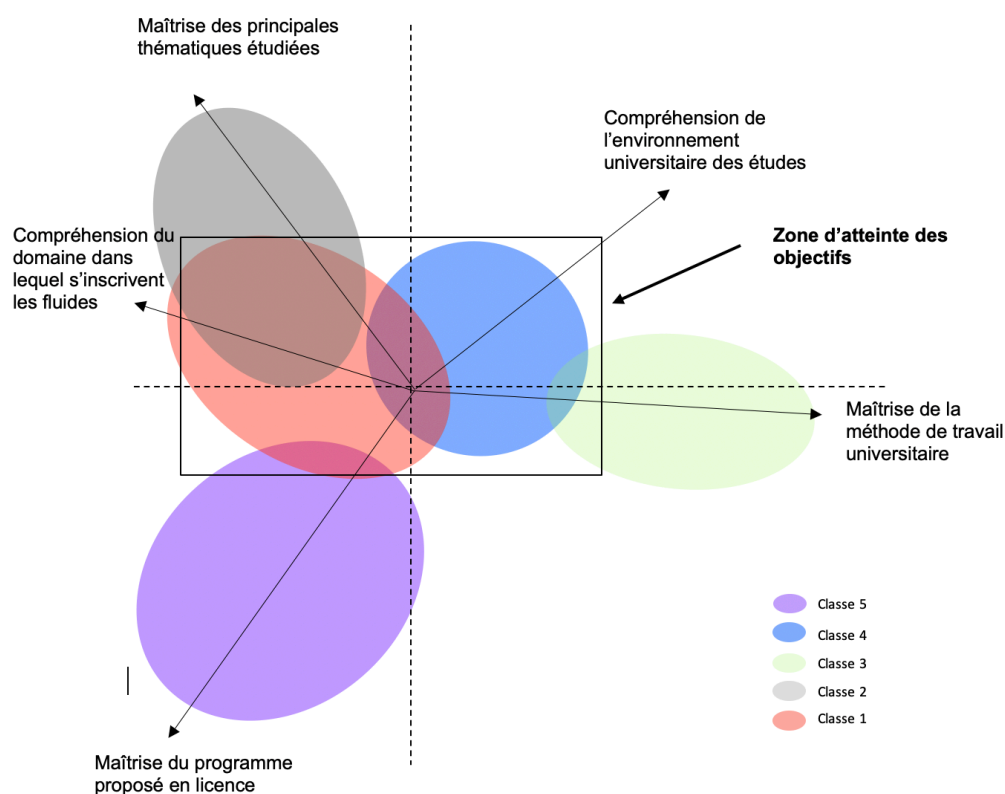 Maîtrise des principales
thématiques étudiées
Compréhension de
l’environnement
universitaire des études
Compréhension du
domaine dans
lequel s’inscrivent
les fluides
Zone d’atteinte des
objectifs
Maîtrise de la
méthode de travail
universitaire
Classe 5
Classe 4
Classe 3
Classe 2
Classe 1
Maîtrise du programme
proposé en licence